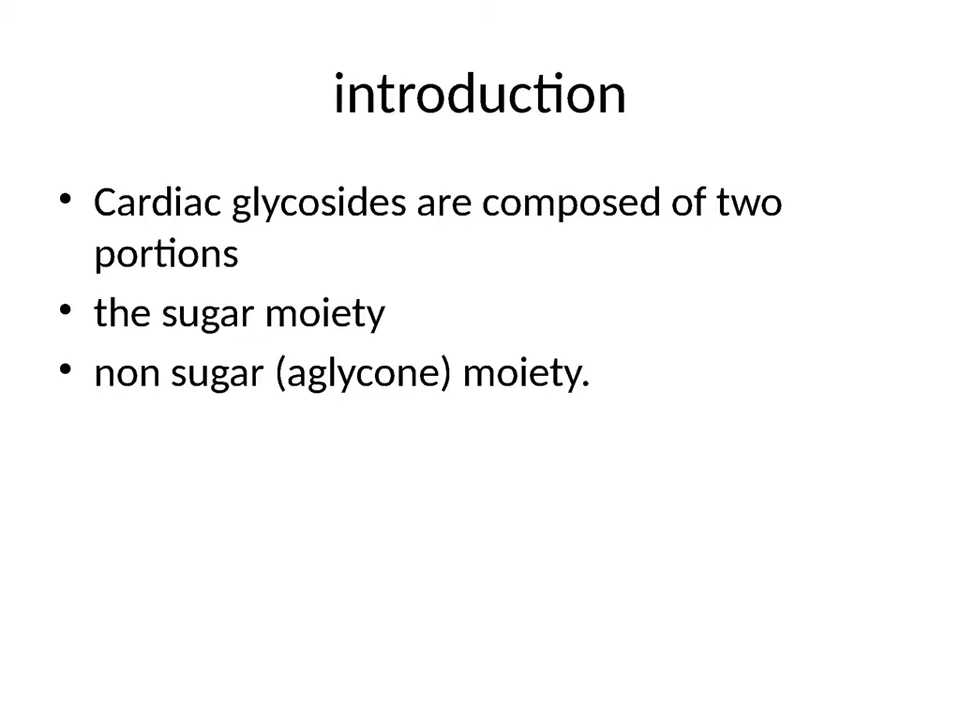 introduction
• Cardiac glycosides are composed of two
portions
• the sugar moiety
• non sugar (aglycone) moiety.